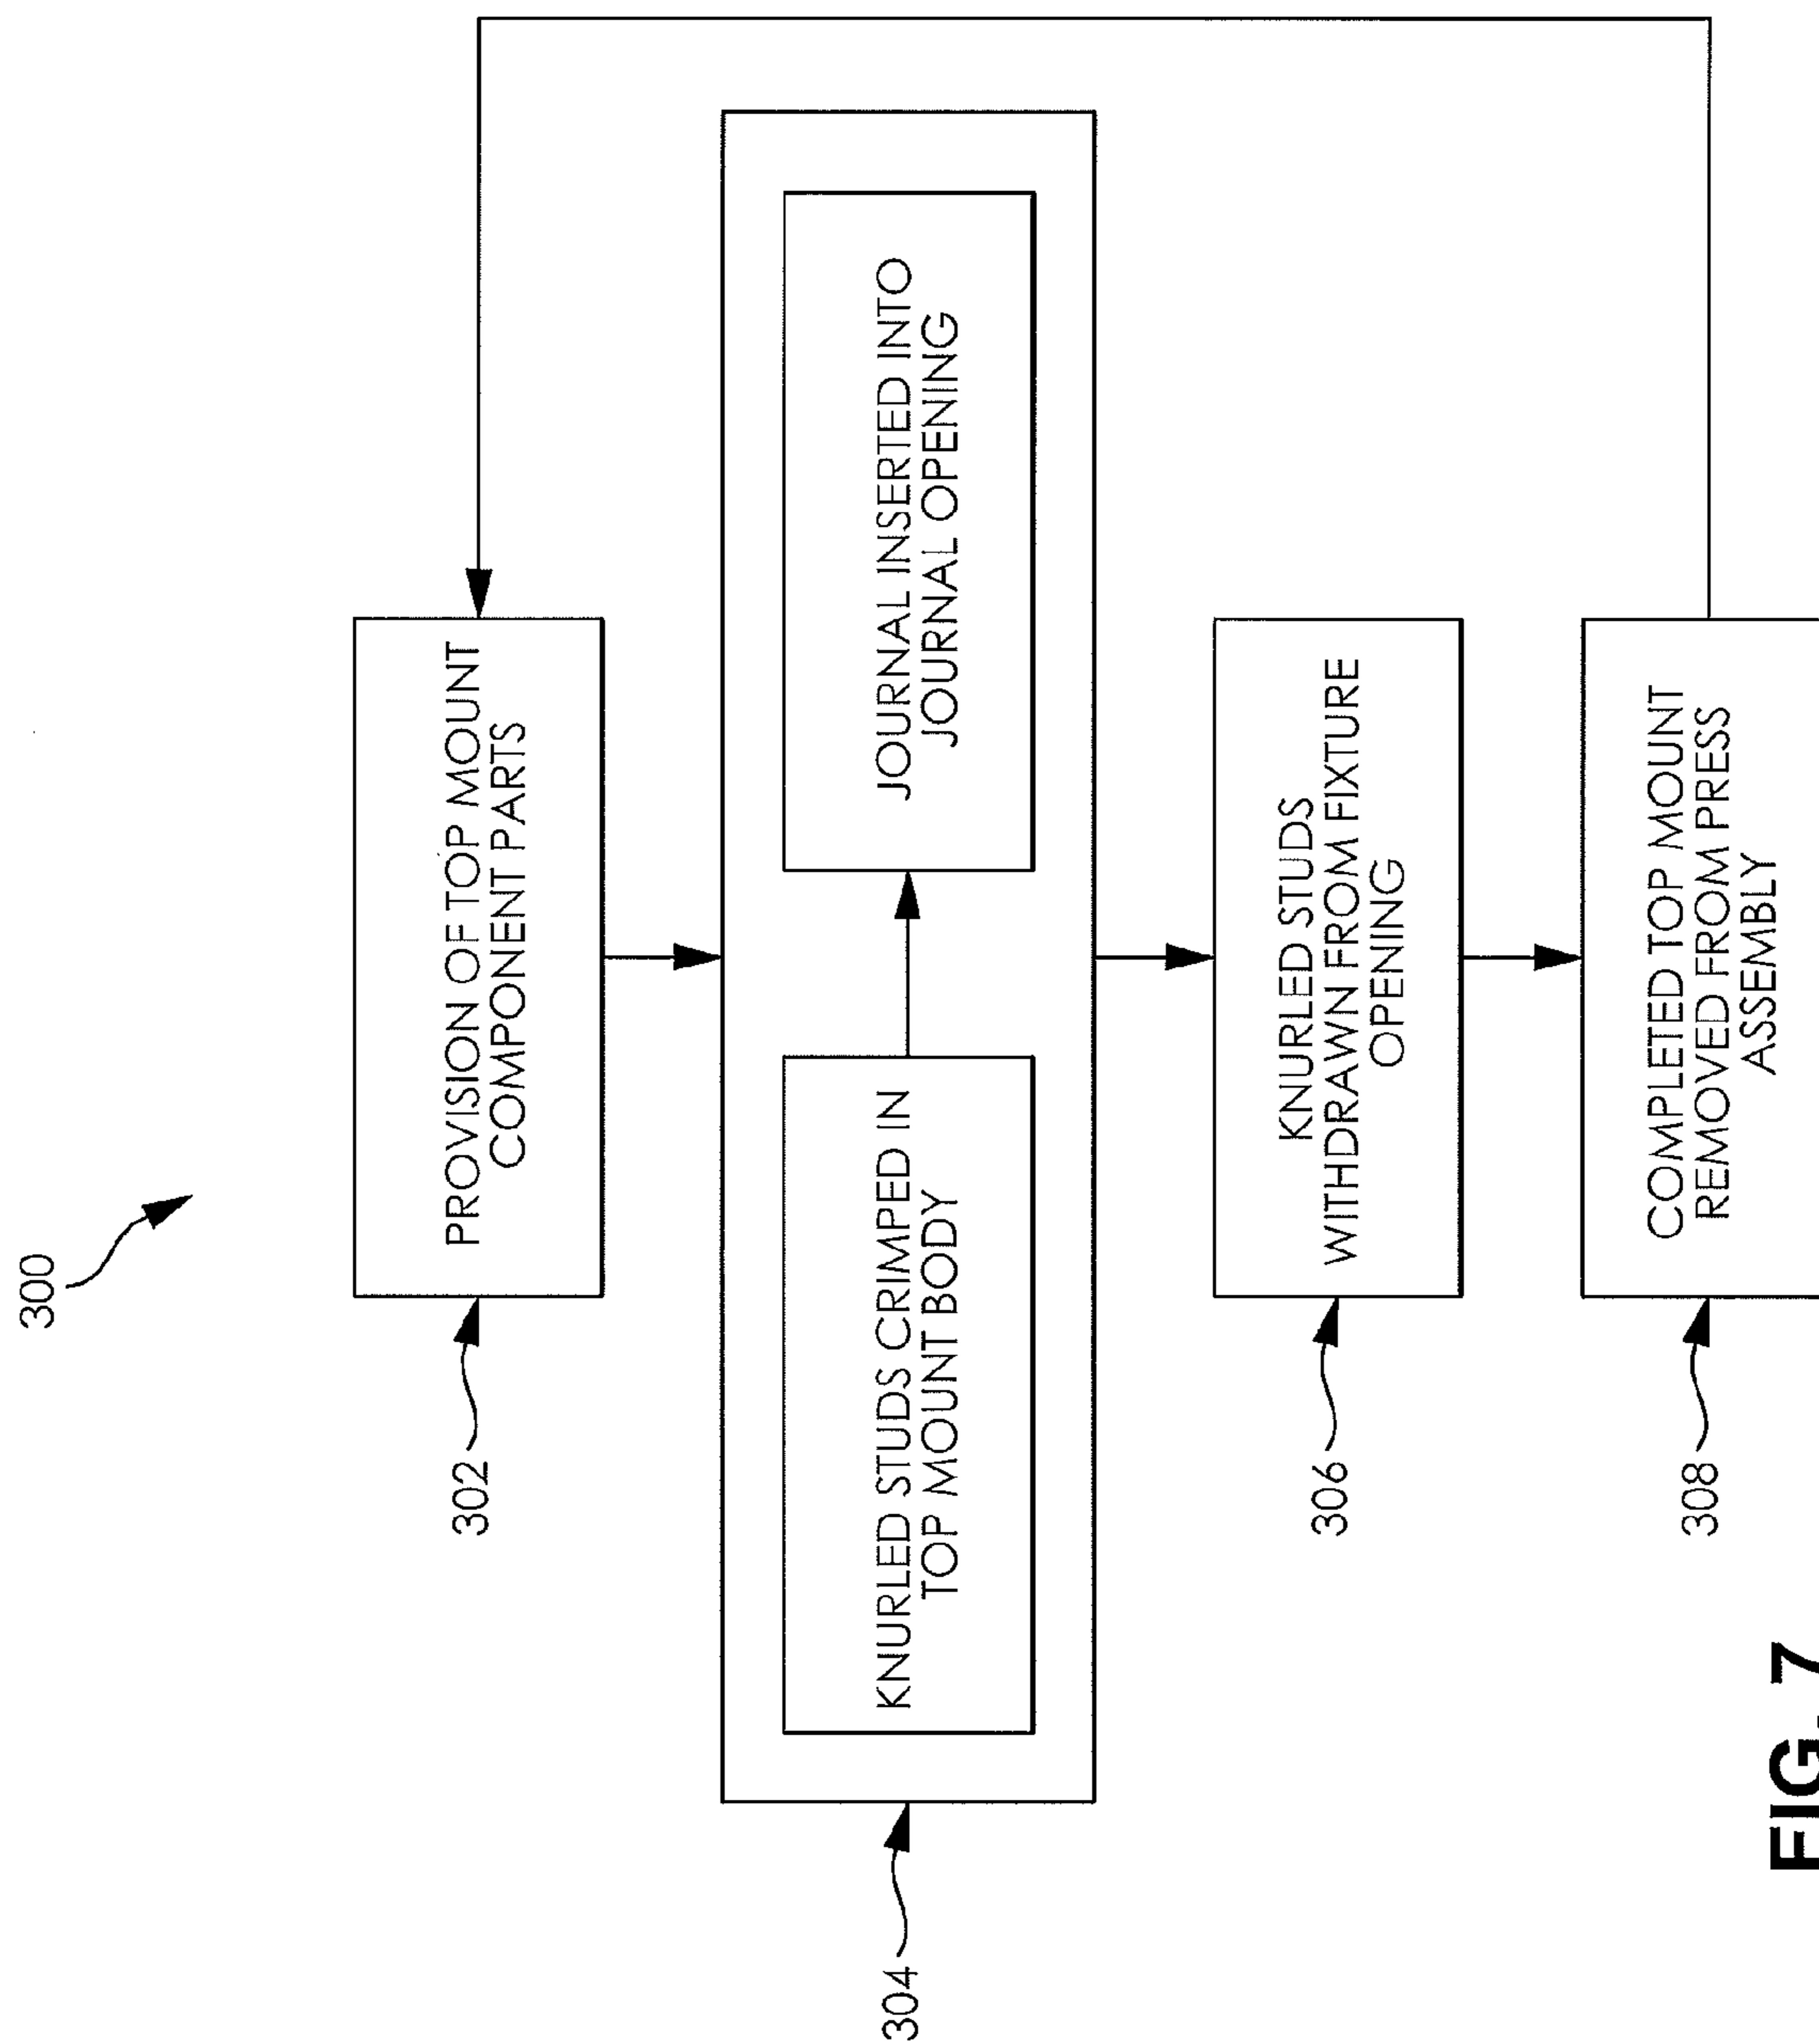 300
302
PROVISION OF TOP MOUNT
COMPONENT PARTS
304
KNURLED STUDS CRIMPED IN
TOP MOUNT BODY
JOURNAL INSERTED INTO
JOURNAL OPENING
306
KNURLED STUDS
WITHDRAWN FROM FIXTURE
OPENING
308
COMPLETED TOP MOUNT
REMOVED FROM PRESS
ASSEMBLY
FIG. 7